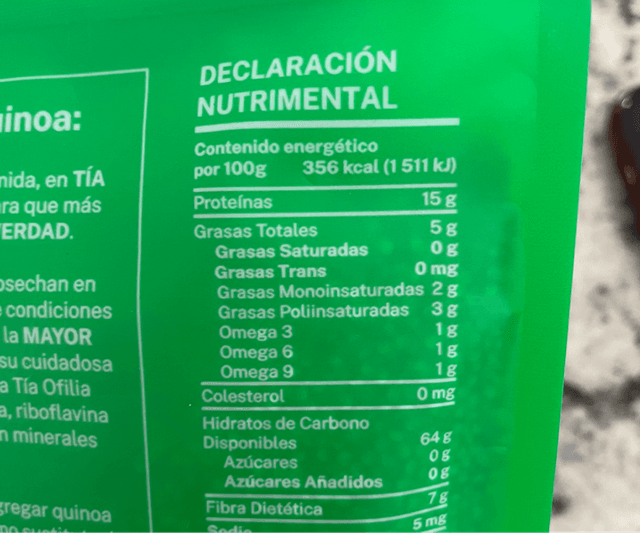 uinoa:
nida, en TÍA
ara que más
VERDAD.
osechan en
condiciones
la MAYOR
su cuidadosa
a Tía Ofilia
a, riboflavina
n minerales
gregar quinoa
DECLARACIÓN
NUTRIMENTAL
Contenido energético
por 100g 356 kcal (1 511 kJ)
Proteínas 15 g
Grasas Totales 5 g
Grasas Saturadas 0 g
Grasas Trans 0 mg
Grasas Monoinsaturadas 2 g
Grasas Poliinsaturadas 3 g
Omega 3 1 g
Omega 6 1 g
Omega 9 1 g
Colesterol 0 mg
Hidratos de Carbono
Disponibles 64 g
Azúcares 0 g
Azúcares Añadidos 0 g
Fibra Dietética 7 g
Sodio 5 mg